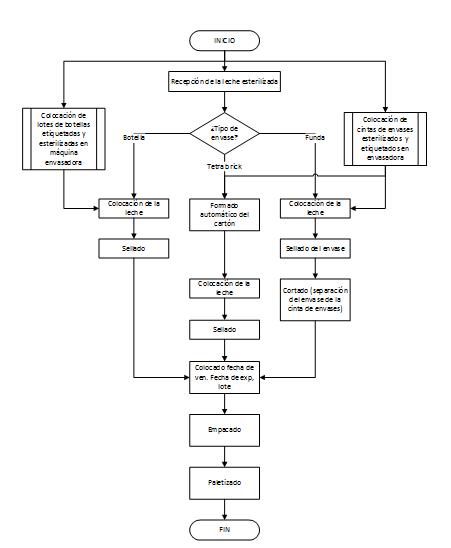 INICIO
Recepción de la leche esterilizada
Colocación de
lotes de botellas
etiquetadas y
esterilizadas en
máquina
envasadora
¿Tipo de
envase?
Colocación de
cintas de envases
esterilizados y
etiquetados en
envasadora
Botella
Funda
Tetra brick
Colocación de la
leche
Formado
automático del
cartón
Colocación de la
leche
Sellado
Sellado del envase
Colocación de la
leche
Cortado (separación
del envase de la
cinta de envases)
Sellado
Colocado fecha de
ven. Fecha de exp,
lote
Empacado
Paletizado
FIN